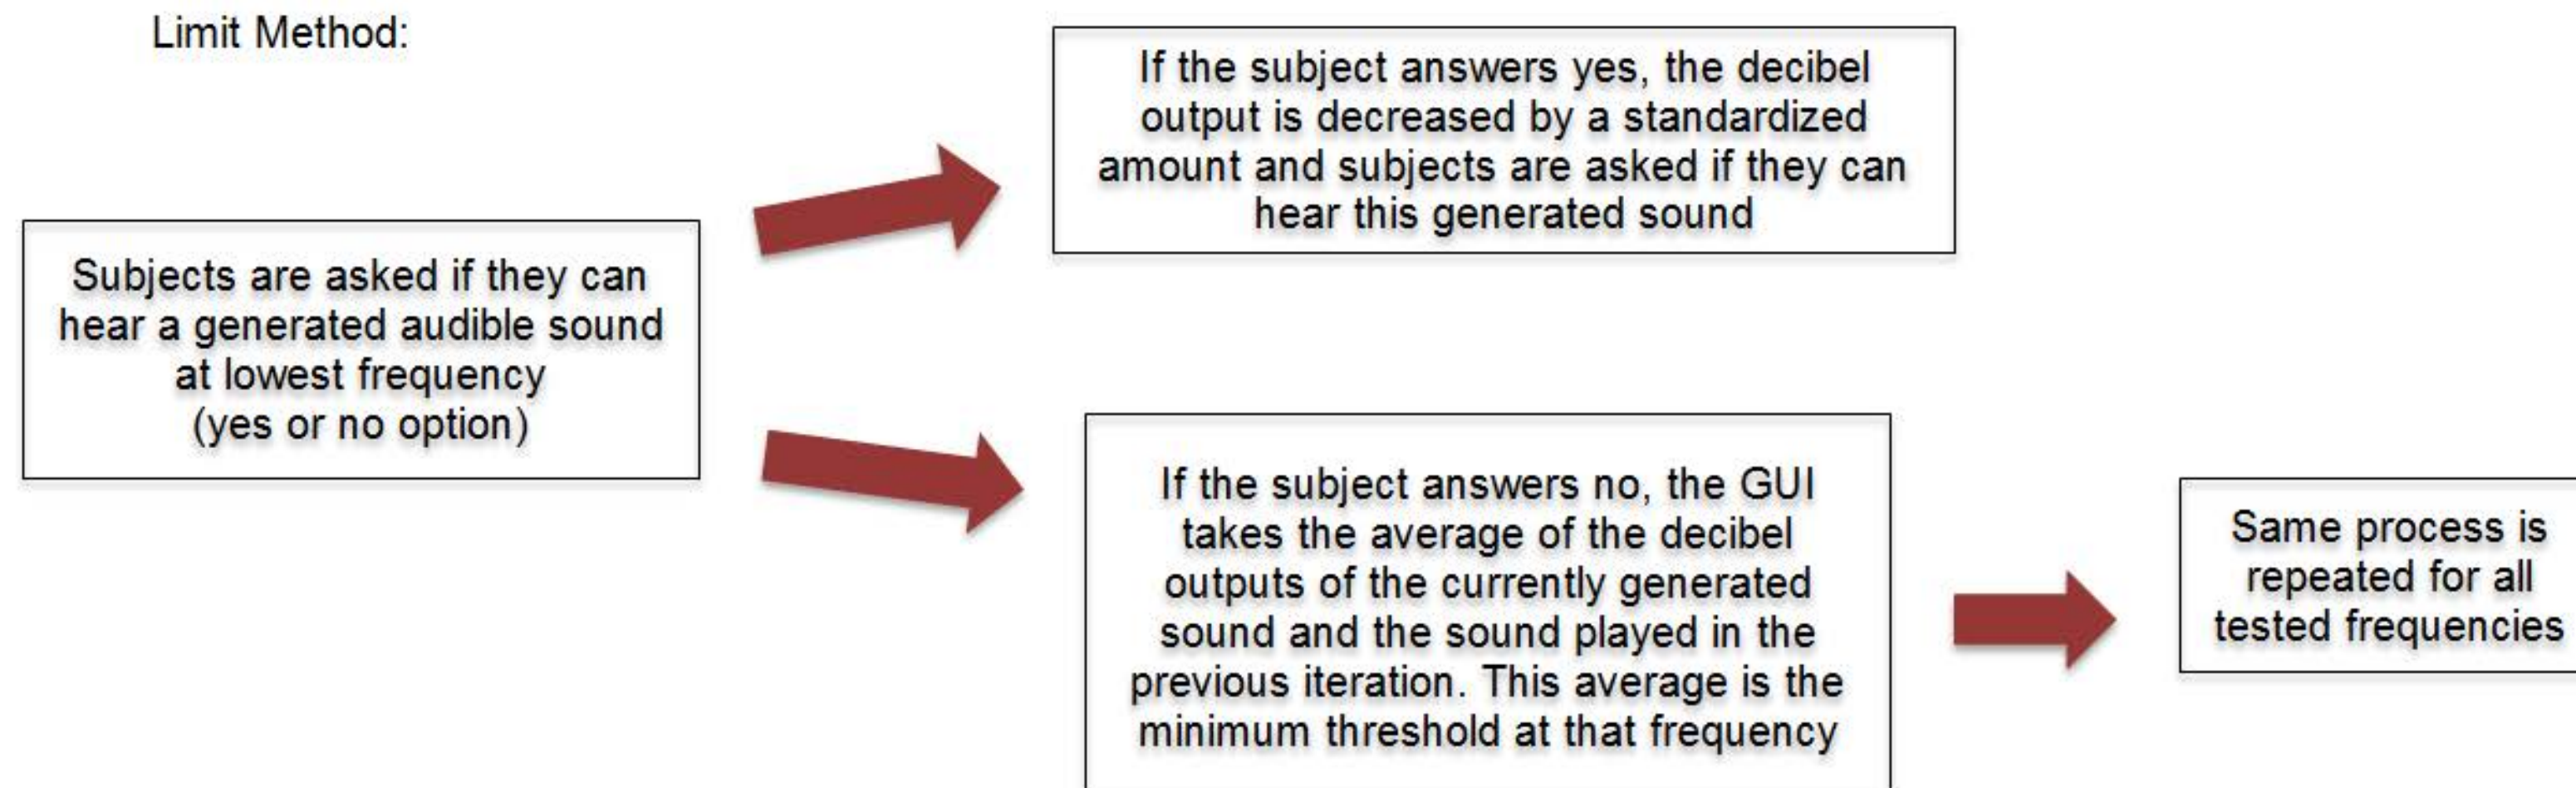 Limit Method:
Subjects are asked if they can
hear a generated audible sound
at lowest frequency
(yes or no option)
If the subject answers yes, the decibel
output is decreased by a standardized
amount and subjects are asked if they can
hear this generated sound
If the subject answers no, the GUI
takes the average of the decibel
outputs of the currently generated
sound and the sound played in the
previous iteration. This average is the
minimum threshold at that frequency
Same process is
repeated for all
tested frequencies